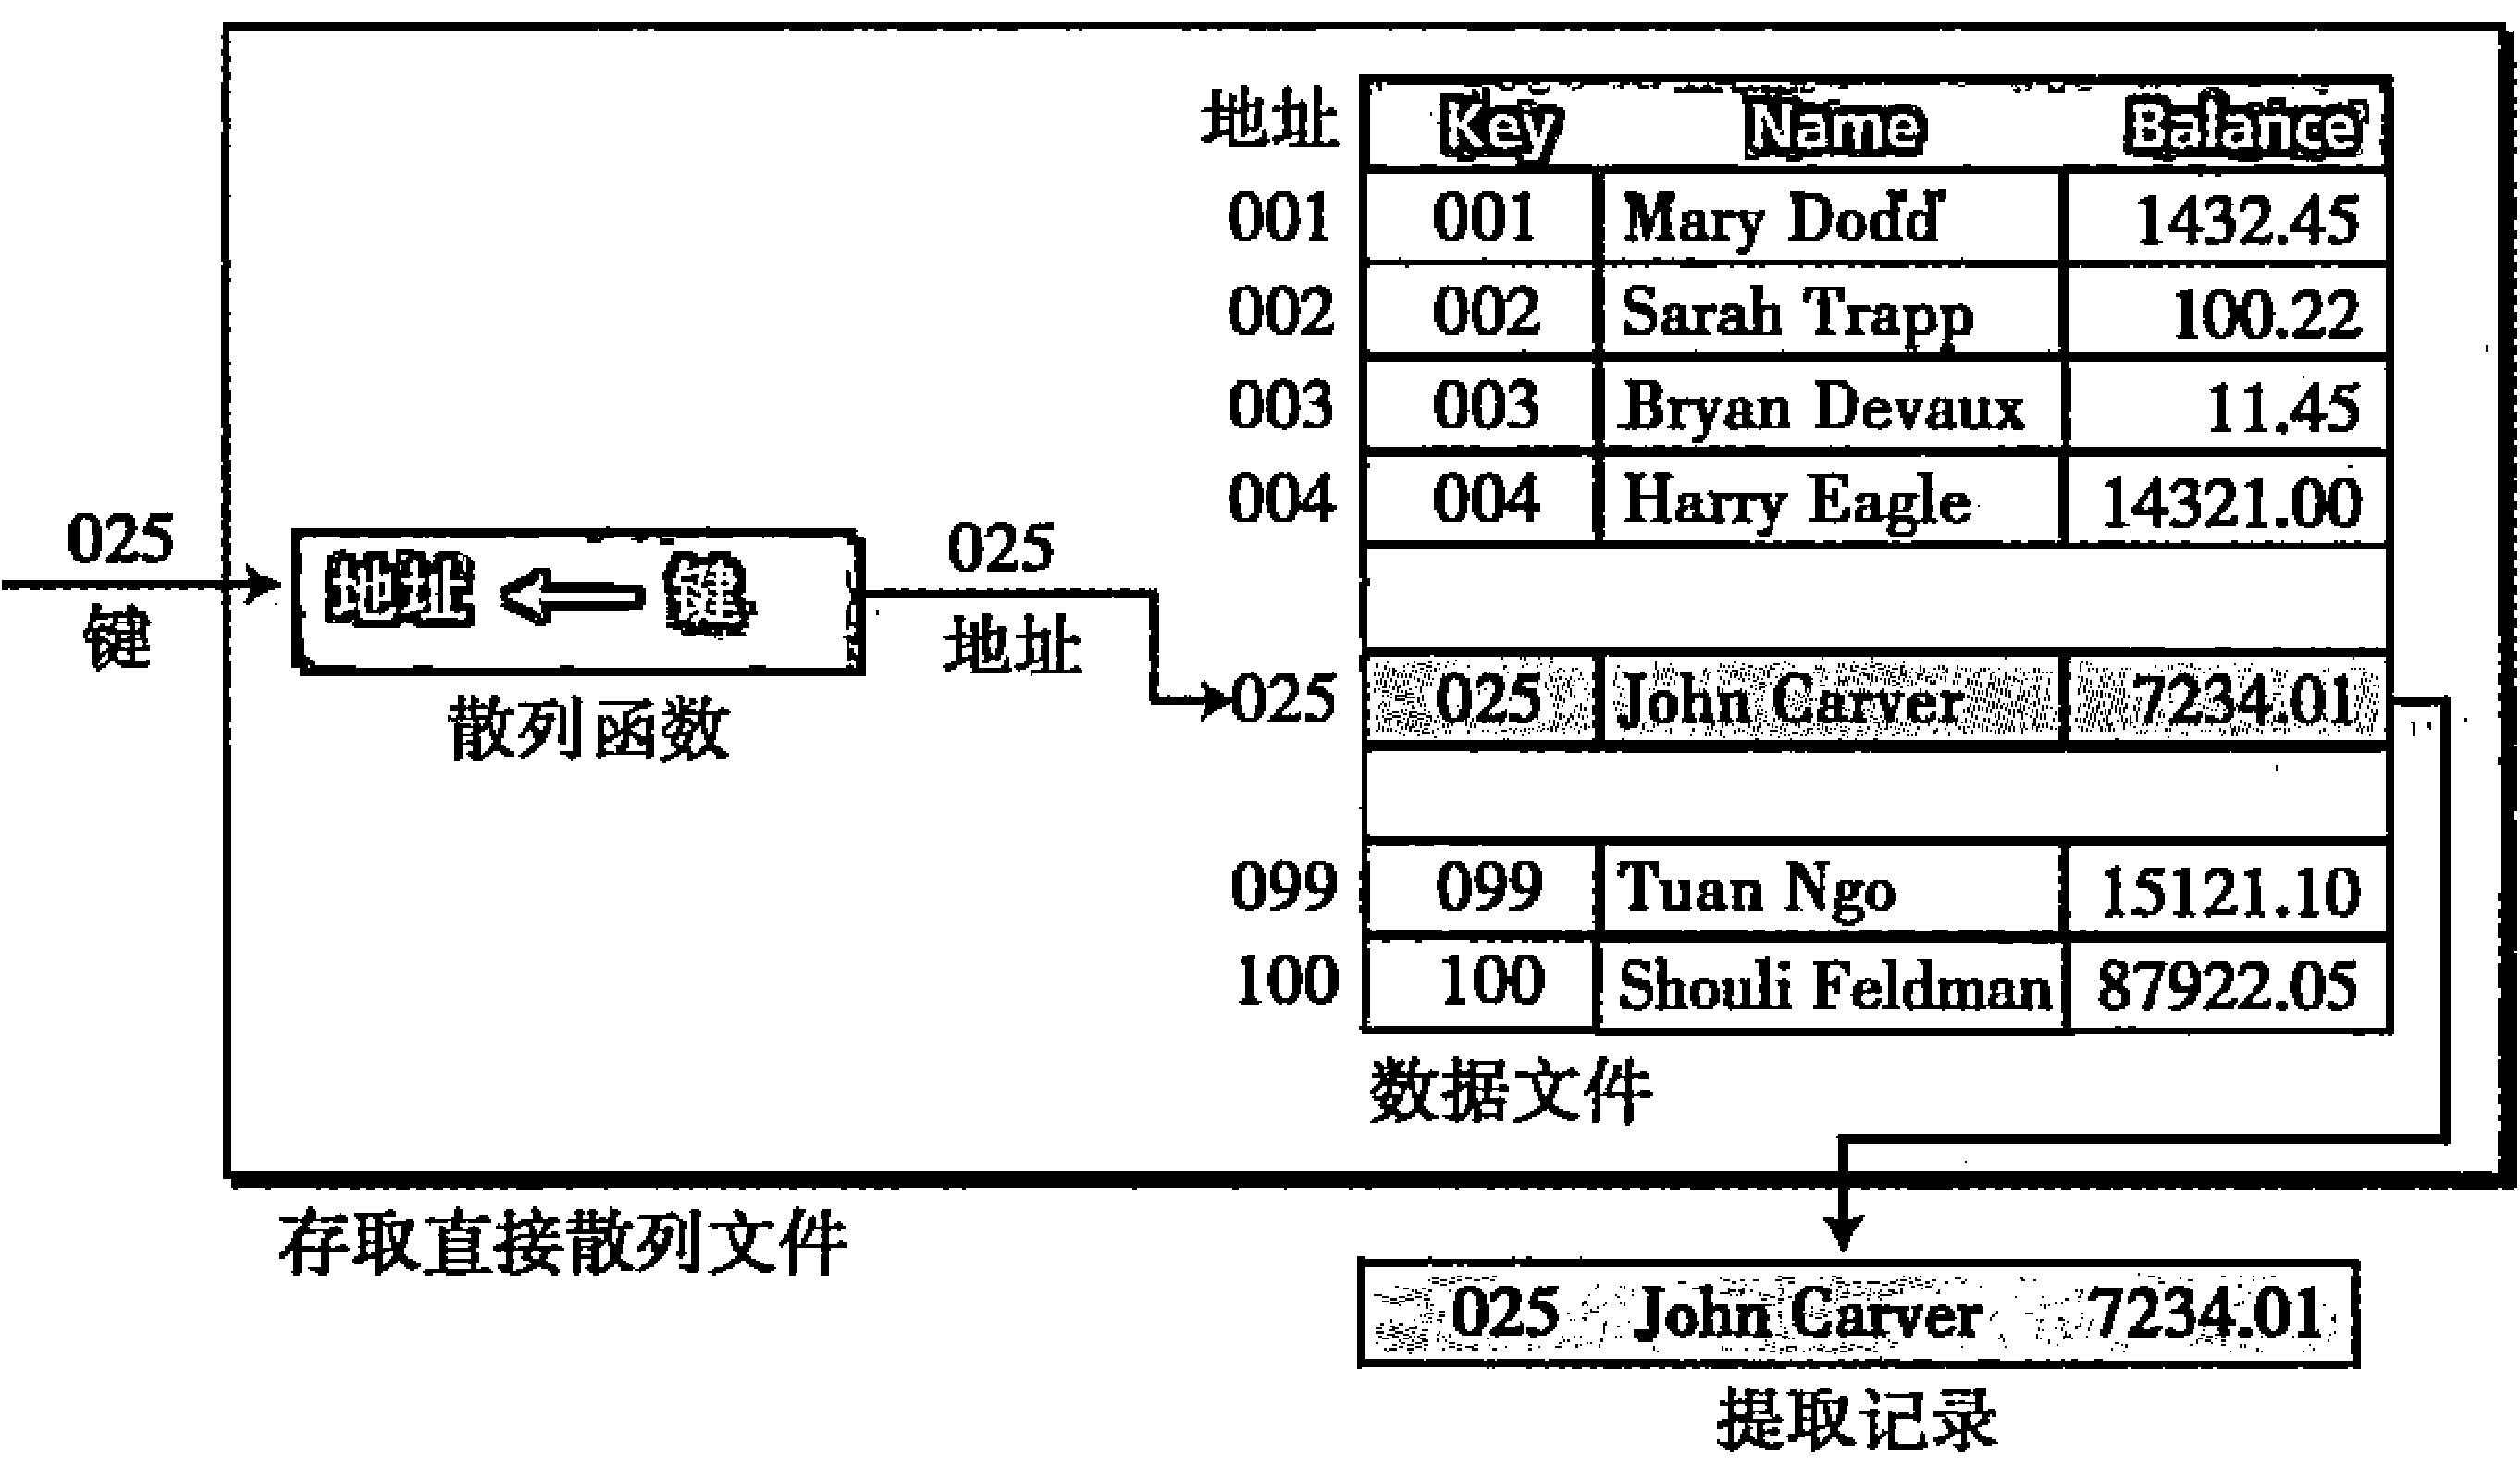 地址 Key Name Balance
001 001 Mary Dodd 1432.45
002 002 Sarah Trapp 100.22
003 003 Bryan Devaux 11.45
004 004 Harry Eagle 14321.00
025
键
地址 键
散列函数
025
地址
025 025 John Carver 7234.01
099 099 Tuan Ngo 15121.10
100 100 Shouli Feldman 87922.05
数据文件
存取直接散列文件
025 John Carver 7234.01
提取记录